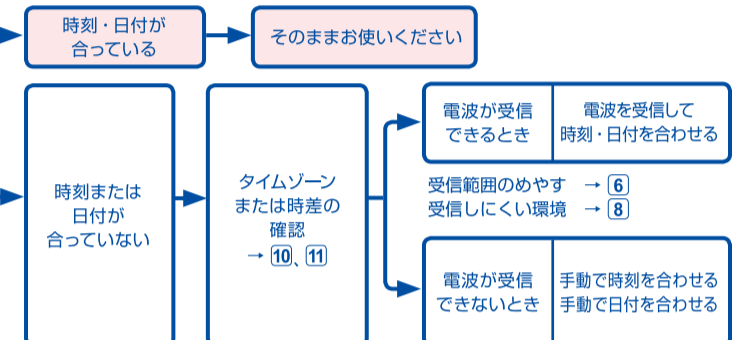 時刻・日付が
合っている
そのままお使いください
時刻または
日付が
合っていない
タイムゾーン
または時差の
確認
→ 10、11
電波が受信
できるとき
電波を受信して
時刻・日付を合わせる
受信範囲のめやす → 6
受信しにくい環境 → 8
電波が受信
できないとき
手動で時刻を合わせる
手動で日付を合わせる